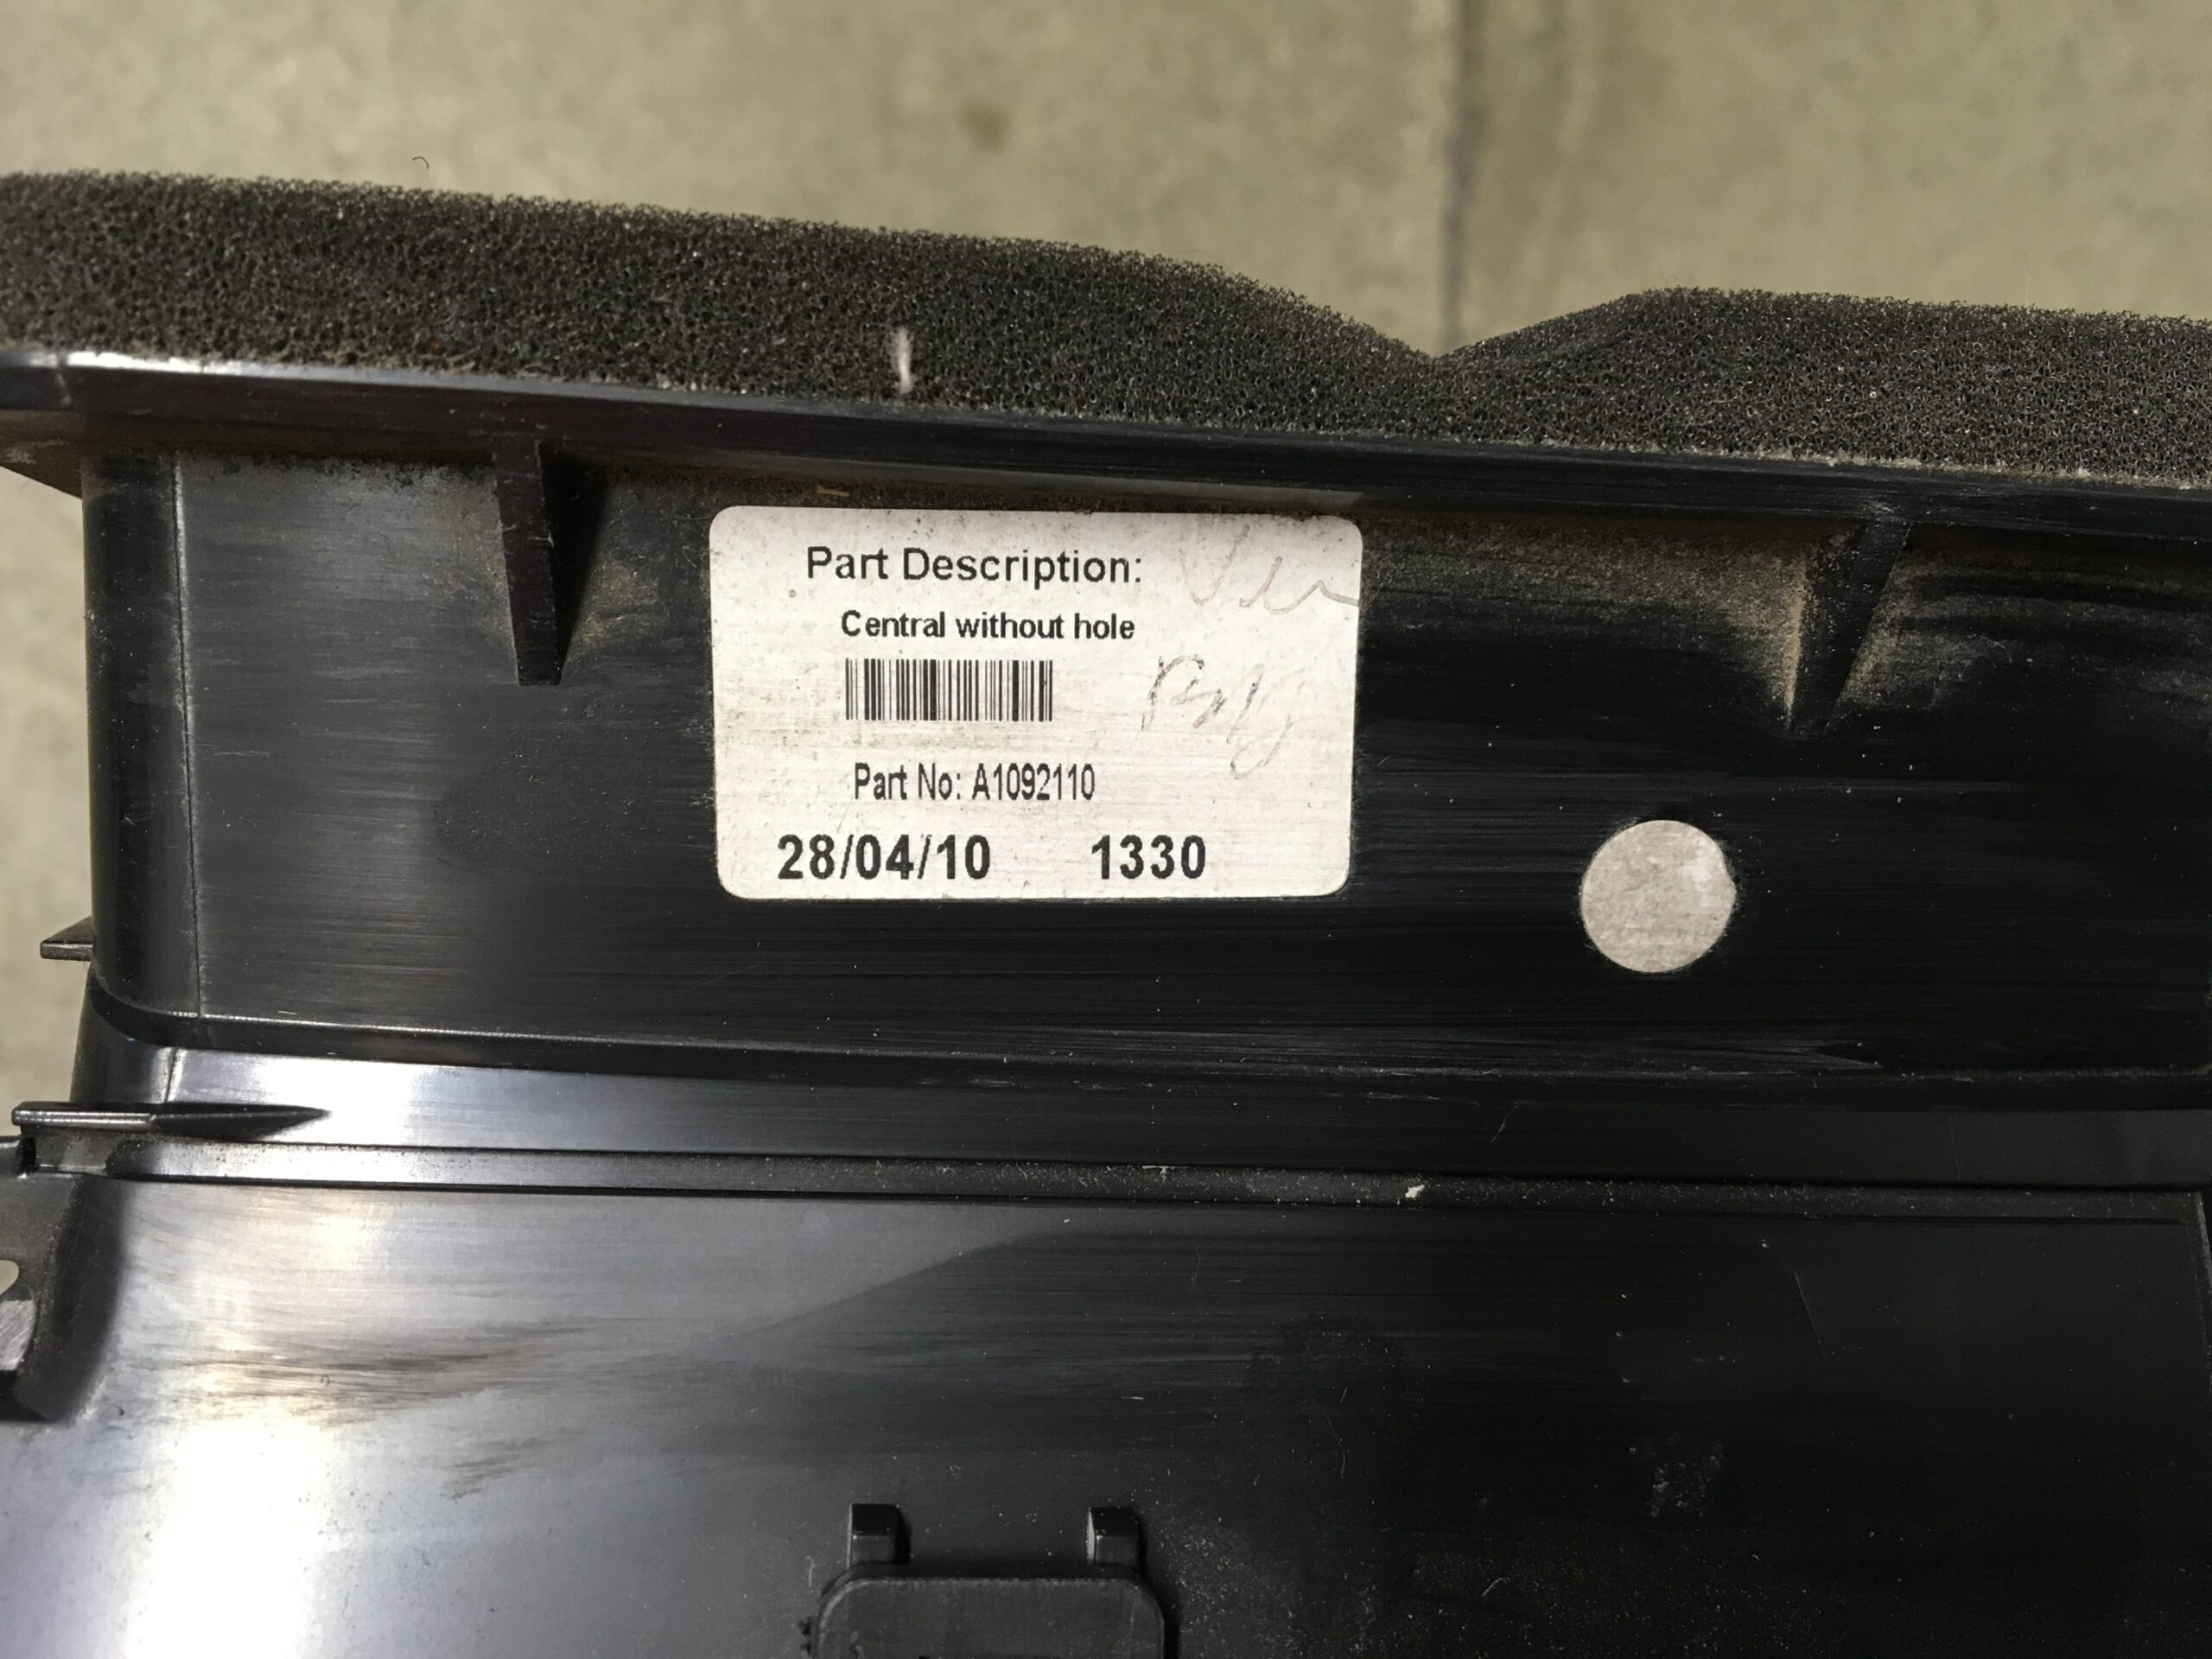 Part Description:
Central without hole
Part No: A1092110
28/04/10 1330